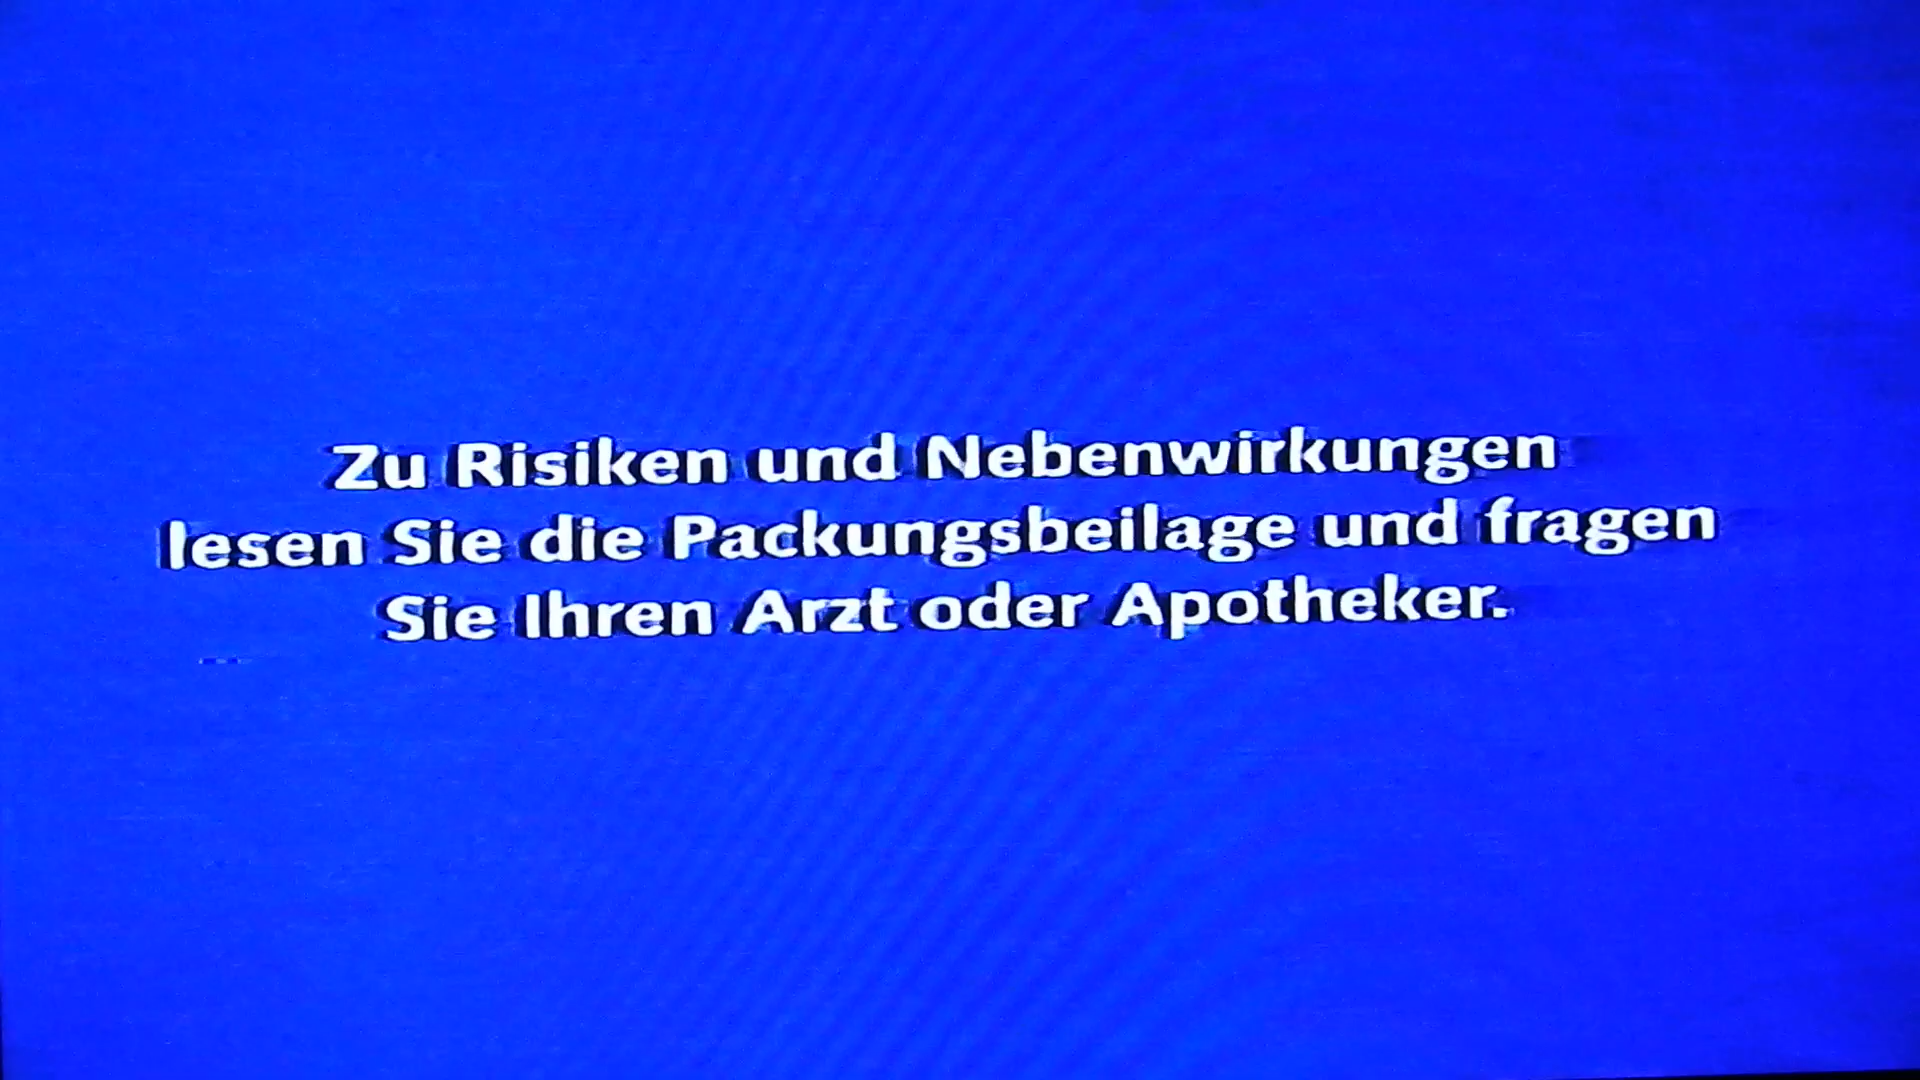 Zu Risiken und Nebenwirkungen
lesen Sie die Packungsbeilage und fragen
Sie Ihren Arzt oder Apotheker.